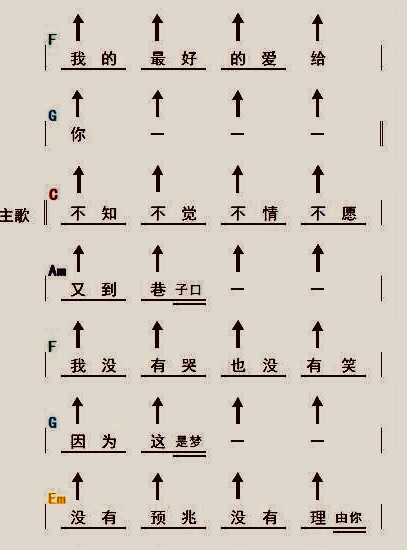 F
我的 最好 的爱 给
G
你 — — —
C
主歌 不知 不觉 不情 不愿
Am
又到 巷子口 — —
F
我没 有哭 也没 有笑
G
因为 这是梦 — —
Em
没有 预兆 没有 理由你